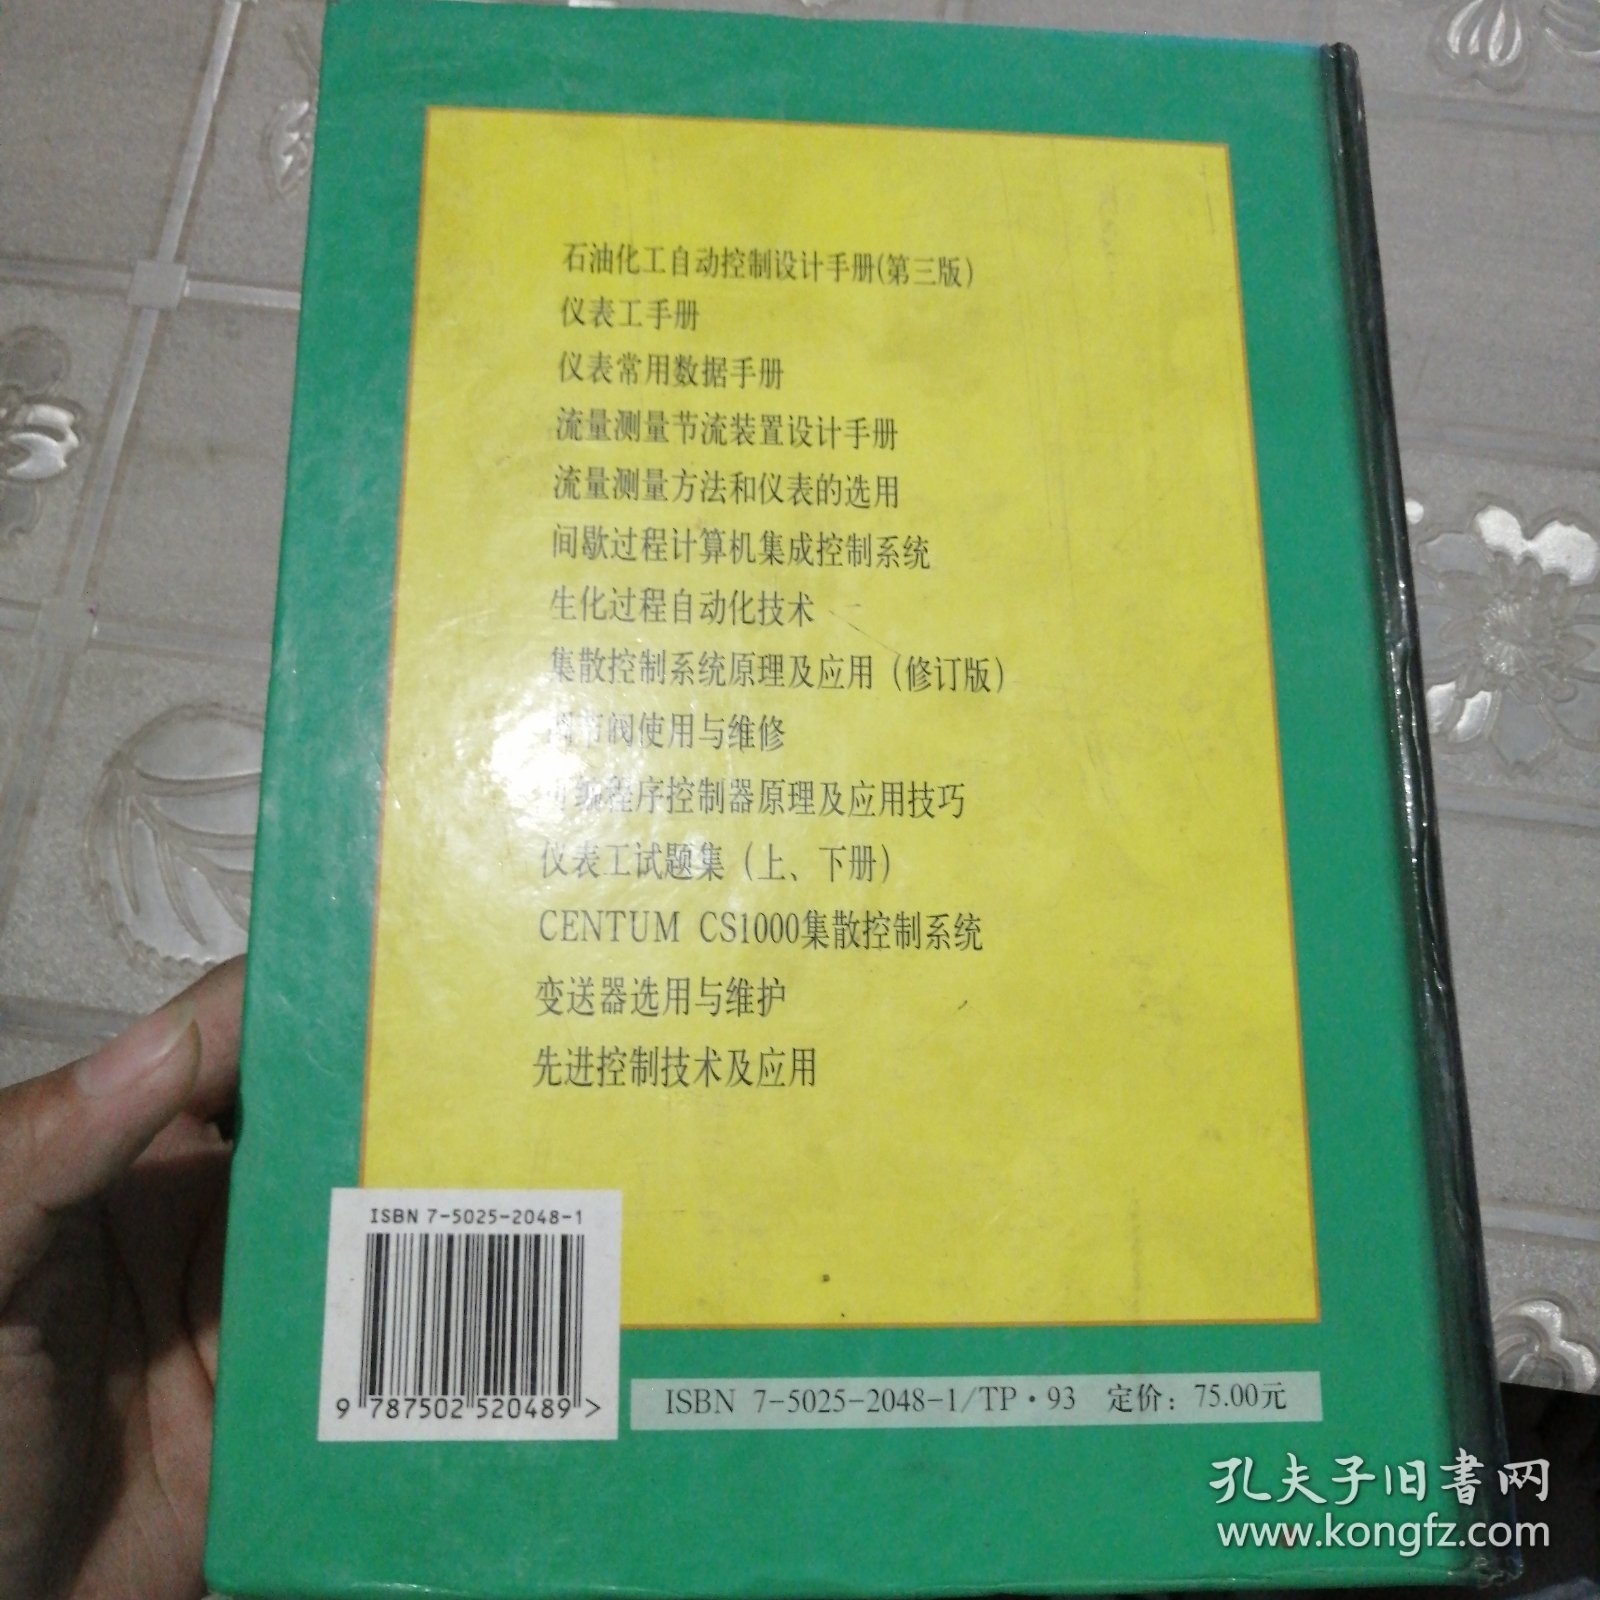 石油化工自动控制设计手册(第三版)
仪表工手册
仪表常用数据手册
流量测量节流装置设计手册
流量测量方法和仪表的选用
间歇过程计算机集成控制系统
生化过程自动化技术
集散控制系统原理及应用（修订版）
调节阀使用与维修
可编程序控制器原理及应用技巧
仪表工试题集（上、下册）
CENTUM CS1000集散控制系统
变送器选用与维护
先进控制技术及应用
ISBN 7-5025-2048-1
9 787502 520489 >
ISBN 7-5025-2048-1/TP·93 定价：75.00元
孔夫子旧书网
www.kongfz.com